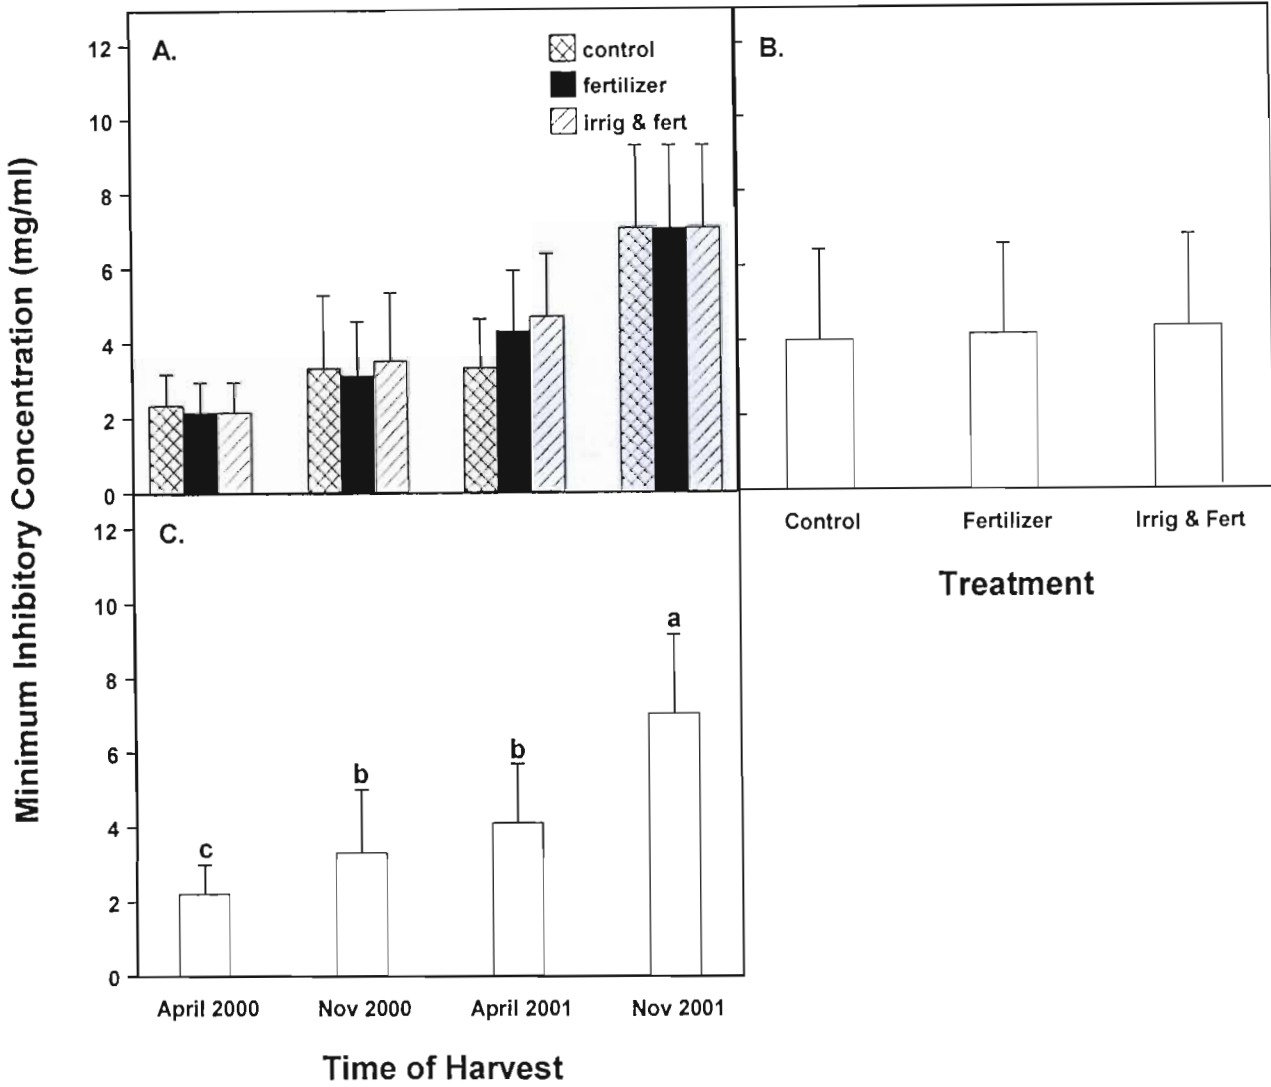 Minimum Inhibitory Concentration (mg/ml)
A.
control
fertilizer
irrig & fert
12
10
8
6
4
2
0
B.
Control Fertilizer Irrig & Fert
Treatment
C.
12
10
8
6
4
2
0
c
b
b
a
April 2000 Nov 2000 April 2001 Nov 2001
Time of Harvest